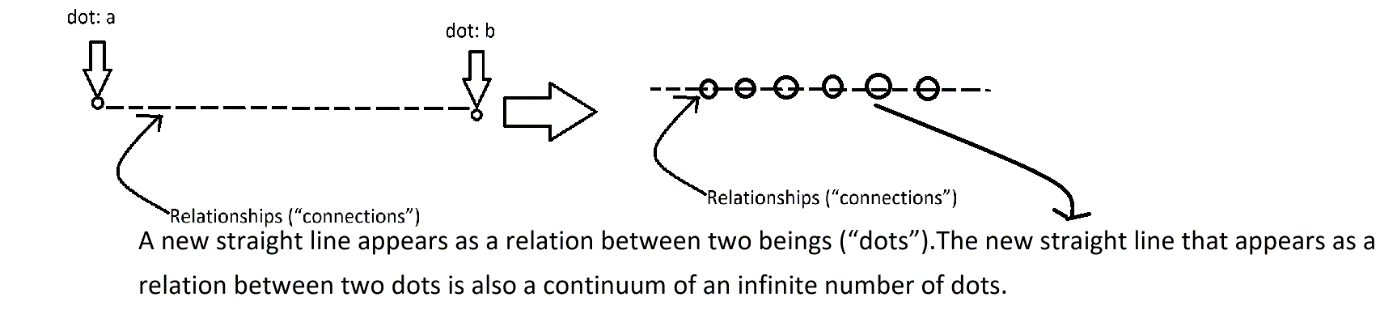 dot: a
dot: b
Relationships (“connections”)
Relationships (“connections”)
A new straight line appears as a relation between two beings (“dots”).The new straight line that appears as a
relation between two dots is also a continuum of an infinite number of dots.